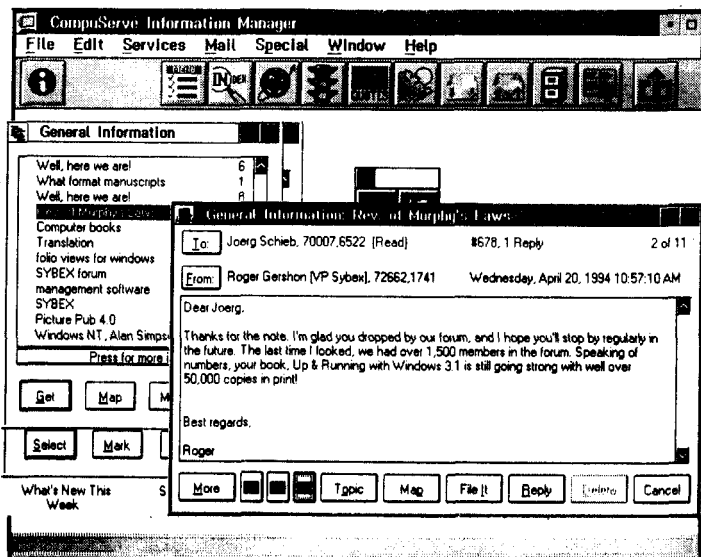 CompuServe Information Manager
File Edit Services Mail Special Window Help
INDEX
General Information
Well, here we are! 6
What format manuscripts 1
Well, here we are! 8
Computer books
Translation
folio views for windows
SYBEX forum
management software
SYBEX
Picture Pub 4.0
Windows NT, Alan Simps
Press for more
Get Map M
Select Mark
What's New This Week S
General Information: Rev. of Morphy's Laws
To: Joerg Schieb, 70007,6522 {Read} #678, 1 Reply 2 of 11
From: Roger Gershon [VP Sybex], 72662,1741 Wednesday, April 20, 1994 10:57:10 AM
Dear Joerg,
Thanks for the note. I'm glad you dropped by our forum, and I hope you'll stop by regularly in
the future. The last time I looked, we had over 1,500 members in the forum. Speaking of
numbers, your book, Up & Running with Windows 3.1 is still going strong with well over
50,000 copies in print!
Best regards,
Roger
More Topic Map File It Reply Delete Cancel